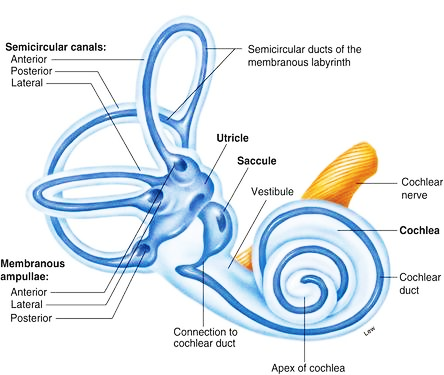 Semicircular canals:
Anterior
Posterior
Lateral
Semicircular ducts of the
membranous labyrinth
Utricle
Saccule
Vestibule
Cochlear
nerve
Cochlea
Cochlear
duct
Membranous
ampullae:
Anterior
Lateral
Posterior
Connection to
cochlear duct
Apex of cochlea
Lew